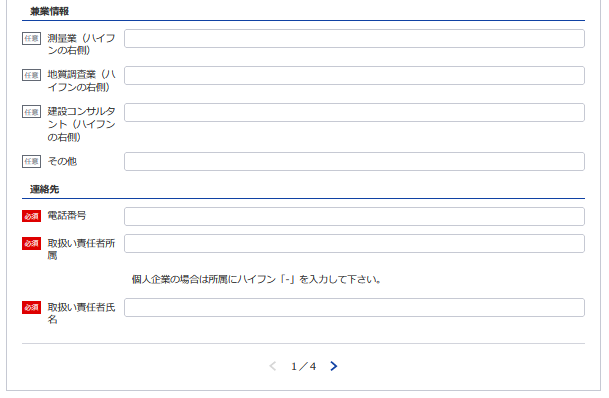 兼業情報
任意 測量業（ハイフ
ンの右側）
任意 地質調査業（ハ
イフンの右側）
任意 建設コンサルタ
ント（ハイフン
の右側）
任意 その他
連絡先
必須 電話番号
必須 取扱い責任者所
属
個人企業の場合は所属にハイフン「-」を入力して下さい。
必須 取扱い責任者氏
名
1／4